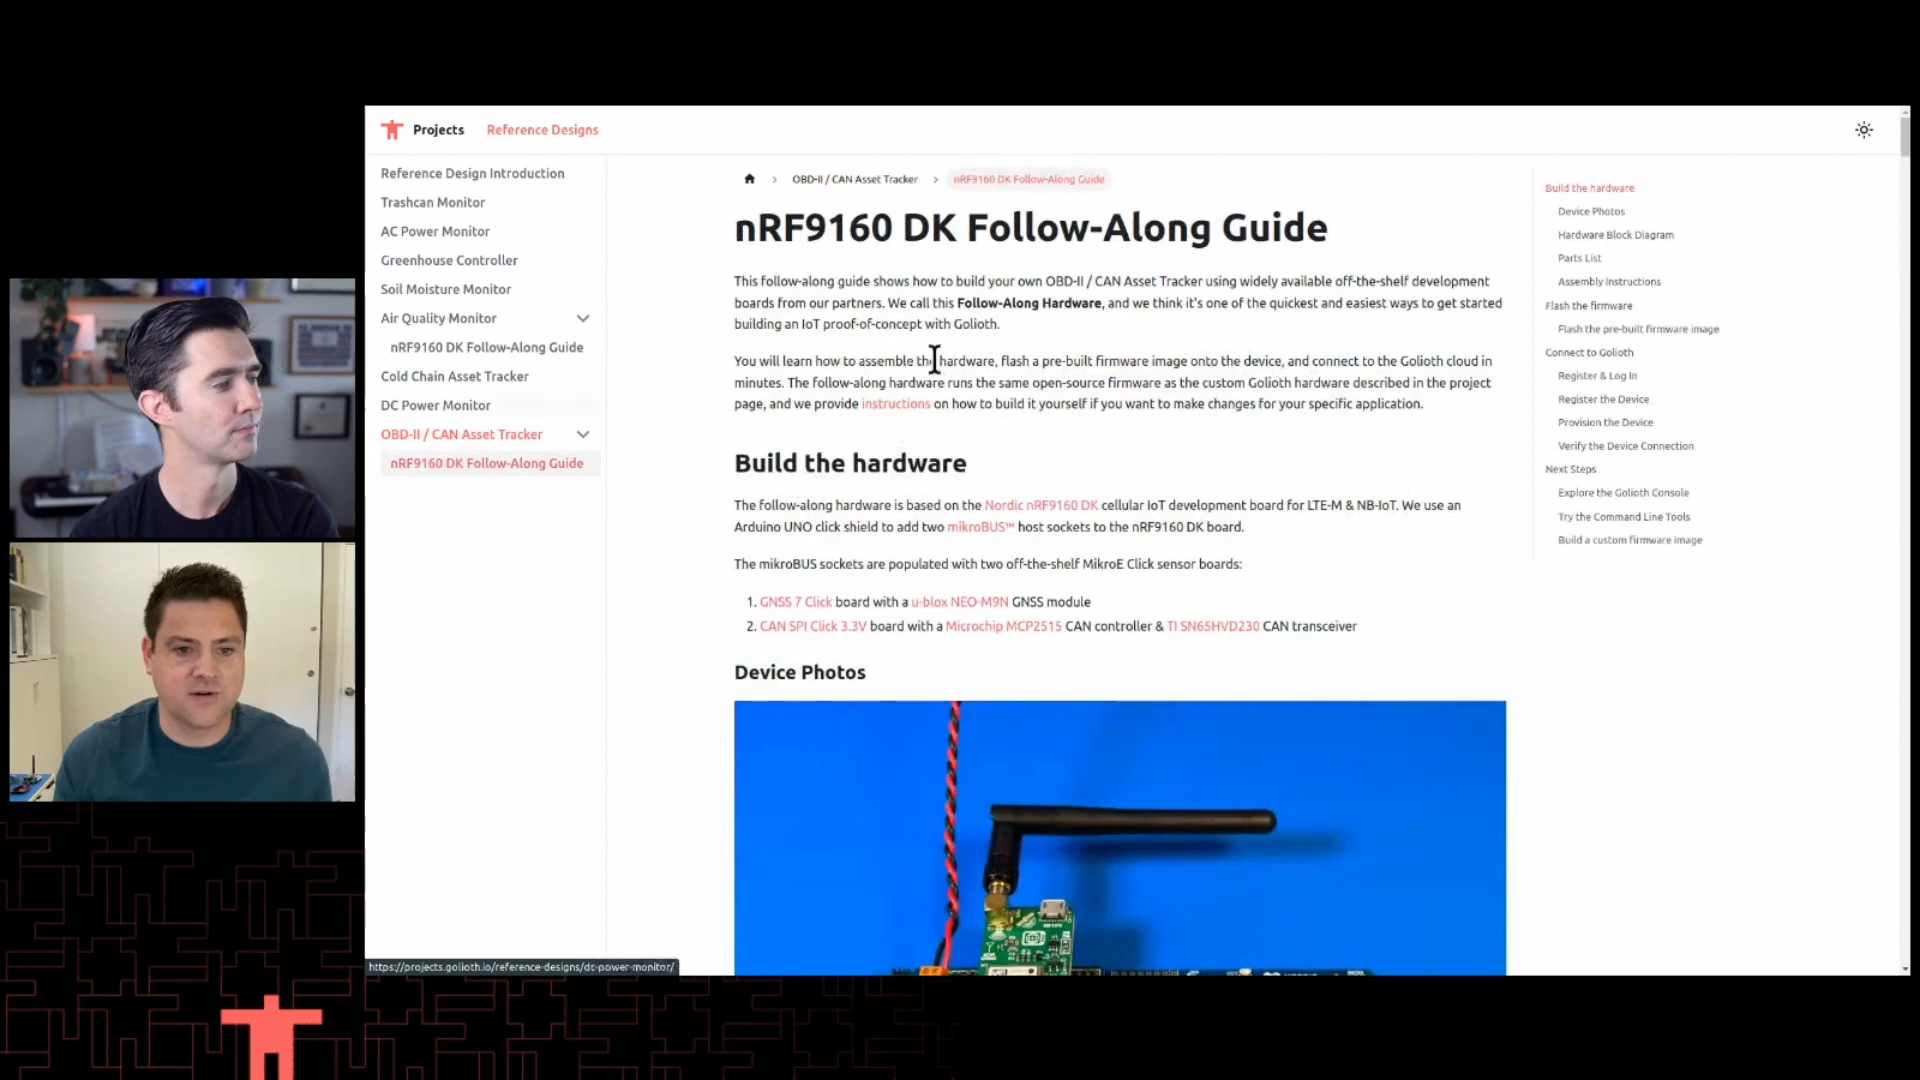 Projects
Reference Designs
Reference Design Introduction
Trashcan Monitor
AC Power Monitor
Greenhouse Controller
Soil Moisture Monitor
Air Quality Monitor
nRF9160 DK Follow-Along Guide
Cold Chain Asset Tracker
DC Power Monitor
OBD-II / CAN Asset Tracker
nRF9160 DK Follow-Along Guide
OBD-II / CAN Asset Tracker > nRF9160 DK Follow-Along Guide
nRF9160 DK Follow-Along Guide
This follow-along guide shows how to build your own OBD-II / CAN Asset Tracker using widely available off-the-shelf development
boards from our partners. We call this Follow-Along Hardware, and we think it's one of the quickest and easiest ways to get started
building an IoT proof-of-concept with Golioth.
You will learn how to assemble the hardware, flash a pre-built firmware image onto the device, and connect to the Golioth cloud in
minutes. The follow-along hardware runs the same open-source firmware as the custom Golioth hardware described in the project
page, and we provide instructions on how to build it yourself if you want to make changes for your specific application.
Build the hardware
The follow-along hardware is based on the Nordic nRF9160 DK cellular IoT development board for LTE-M & NB-IoT. We use an
Arduino UNO click shield to add two mikroBUS™ host sockets to the nRF9160 DK board.
The mikroBUS sockets are populated with two off-the-shelf MikroE Click sensor boards:
1. GNSS 7 Click board with a u-blox NEO-M9N GNSS module
2. CAN SPI Click 3.3V board with a Microchip MCP2515 CAN controller & TI SN65HVD230 CAN transceiver
Device Photos
Build the hardware
Device Photos
Hardware Block Diagram
Parts List
Assembly Instructions
Flash the firmware
Flash the pre-built firmware image
Connect to Golioth
Register & Log In
Register the Device
Provision the Device
Verify the Device Connection
Next Steps
Explore the Golioth Console
Try the Command Line Tools
Build a custom firmware image
https://projects.golioth.io/reference-designs/dc-power-monitor/